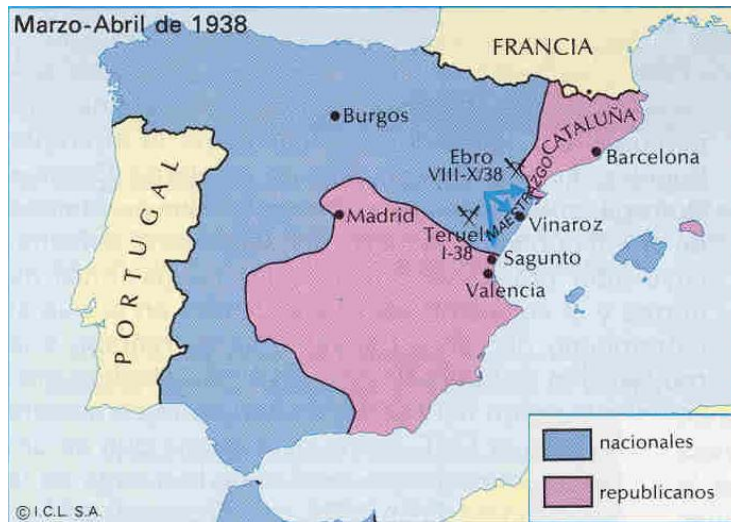 Marzo-Abril de 1938
FRANCIA
Burgos
CATALUÑA
Ebro
VIII-X/38
Barcelona
MAESTRAZGO
PORTUGAL
Madrid
Teruel
I-38
Vinaroz
Sagunto
Valencia
nacionales
republicanos
© I.C.L. S.A.